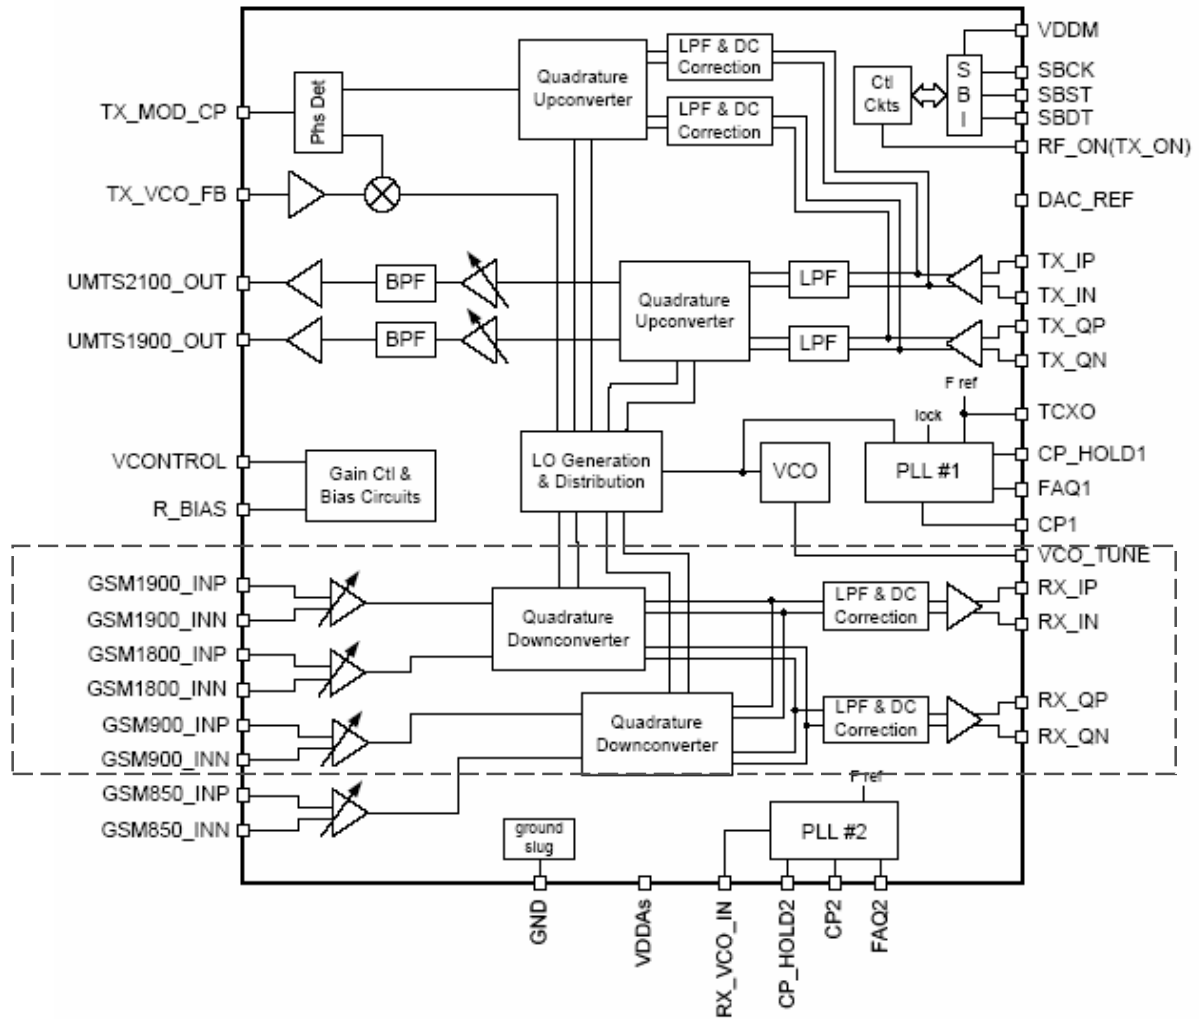 TX_MOD_CP
TX_VCO_FB
UMTS2100_OUT
UMTS1900_OUT
VCONTROL
R_BIAS
GSM1900_INP
GSM1900_INN
GSM1800_INP
GSM1800_INN
GSM900_INP
GSM900_INN
GSM850_INP
GSM850_INN
Phs Det
Quadrature
Upconverter
LPF & DC
Correction
LPF & DC
Correction
Ctl
Ckts
S
B
I
BPF
BPF
Quadrature
Upconverter
LPF
LPF
Gain Ctl &
Bias Circuits
LO Generation
& Distribution
VCO
lock
F ref
PLL #1
Quadrature
Downconverter
Quadrature
Downconverter
LPF & DC
Correction
LPF & DC
Correction
F ref
PLL #2
ground
slug
VDDM
SBCK
SBST
SBDT
RF_ON(TX_ON)
DAC_REF
TX_IP
TX_IN
TX_QP
TX_QN
TCXO
CP_HOLD1
FAQ1
CP1
VCO_TUNE
RX_IP
RX_IN
RX_QP
RX_QN
GND
VDDAs
RX_VCO_IN
CP_HOLD2
CP2
FAQ2